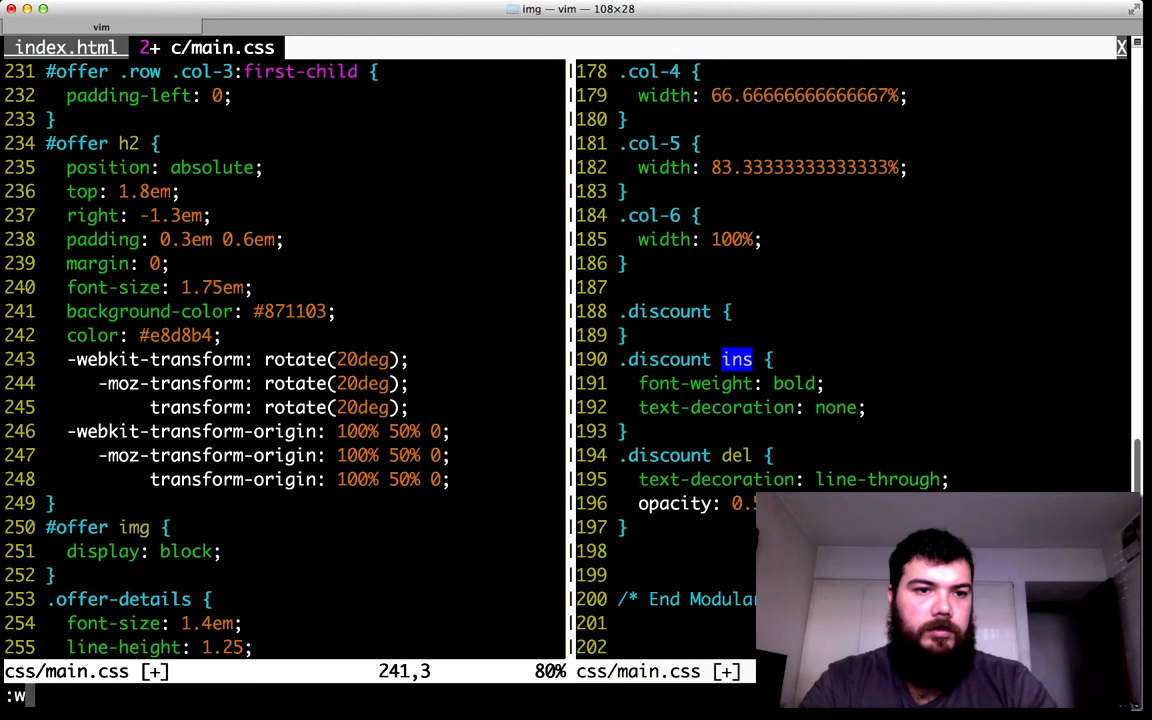 img — vim — 108×28
vim
index.html 2+ c/main.css X
231 #offer .row .col-3:first-child {
232 padding-left: 0;
233 }
234 #offer h2 {
235 position: absolute;
236 top: 1.8em;
237 right: -1.3em;
238 padding: 0.3em 0.6em;
239 margin: 0;
240 font-size: 1.75em;
241 background-color: #871103;
242 color: #e8d8b4;
243 -webkit-transform: rotate(20deg);
244 -moz-transform: rotate(20deg);
245 transform: rotate(20deg);
246 -webkit-transform-origin: 100% 50% 0;
247 -moz-transform-origin: 100% 50% 0;
248 transform-origin: 100% 50% 0;
249 }
250 #offer img {
251 display: block;
252 }
253 .offer-details {
254 font-size: 1.4em;
255 line-height: 1.25;
css/main.css [+] 241,3 80%
178 .col-4 {
179 width: 66.66666666666667%;
180 }
181 .col-5 {
182 width: 83.33333333333333%;
183 }
184 .col-6 {
185 width: 100%;
186 }
187
188 .discount {
189 }
190 .discount ins {
191 font-weight: bold;
192 text-decoration: none;
193 }
194 .discount del {
195 text-decoration: line-through;
196 opacity: 0.5
197 }
198
199
200 /* End Modular
201
202
css/main.css [+]
:w